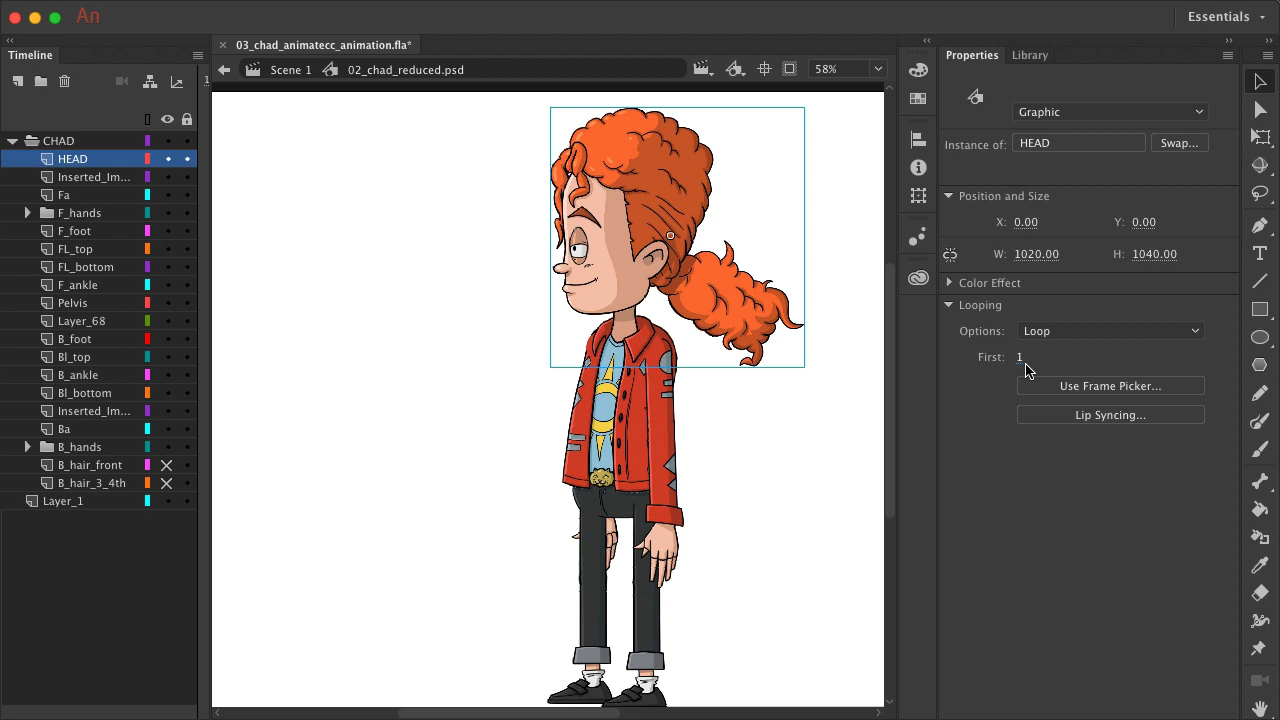 An
Essentials
Timeline
03_chad_animatecc_animation.fla*
Scene 1
02_chad_reduced.psd
58%
1
CHAD
HEAD
Inserted_Im...
Fa
F_hands
F_foot
FL_top
FL_bottom
F_ankle
Pelvis
Layer_68
B_foot
Bl_top
B_ankle
Bl_bottom
Inserted_Im...
Ba
B_hands
B_hair_front
B_hair_3_4th
Layer_1
Properties
Library
Graphic
Instance of:
HEAD
Swap...
Position and Size
X: 0.00 Y: 0.00
W: 1020.00 H: 1040.00
Color Effect
Looping
Options: Loop
First: 1
Use Frame Picker...
Lip Syncing...